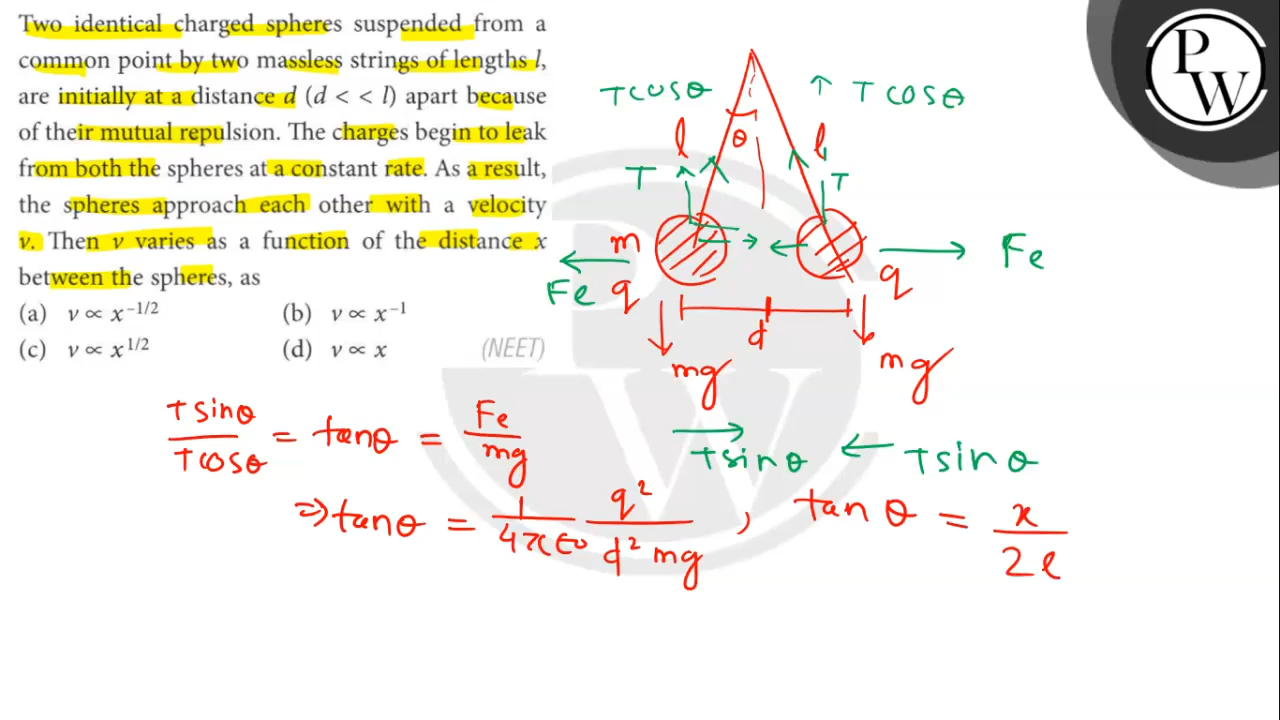 Two identical charged spheres suspended from a
common point by two massless strings of lengths l,
are initially at a distance d (d < < l) apart because
of their mutual repulsion. The charges begin to leak
from both the spheres at a constant rate. As a result,
the spheres approach each other with a velocity
v. Then v varies as a function of the distance x
between the spheres, as
(a) v ∝ x^{-1/2} (b) v ∝ x^{-1}
(c) v ∝ x^{1/2} (d) v ∝ x (NEET)
P
W
Tcosθ ↑ Tcosθ
θ l l
T T
m q Fe
q Fe
d
mg mg
Tsinθ Tsinθ
Tsinθ/Tcosθ = tanθ = Fe/mg
⇒ tanθ = 1/4πε0 q²/d² mg , tanθ = x/2l